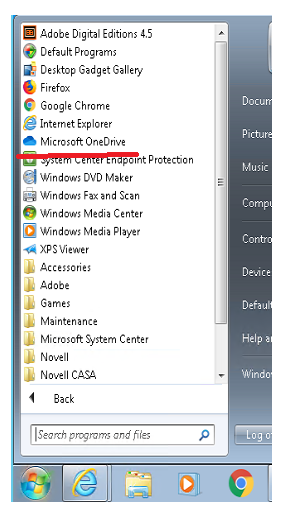 Adobe Digital Editions 4.5
Default Programs
Desktop Gadget Gallery
Firefox
Google Chrome
Internet Explorer
Microsoft OneDrive
System Center Endpoint Protection
Windows DVD Maker
Windows Fax and Scan
Windows Media Center
Windows Media Player
XPS Viewer
Accessories
Adobe
Games
Maintenance
Microsoft System Center
Novell
Novell CASA
Back
Search programs and files
Docum
Picture
Music
Compu
Contro
Device
Default
Help a
Windo
Log o